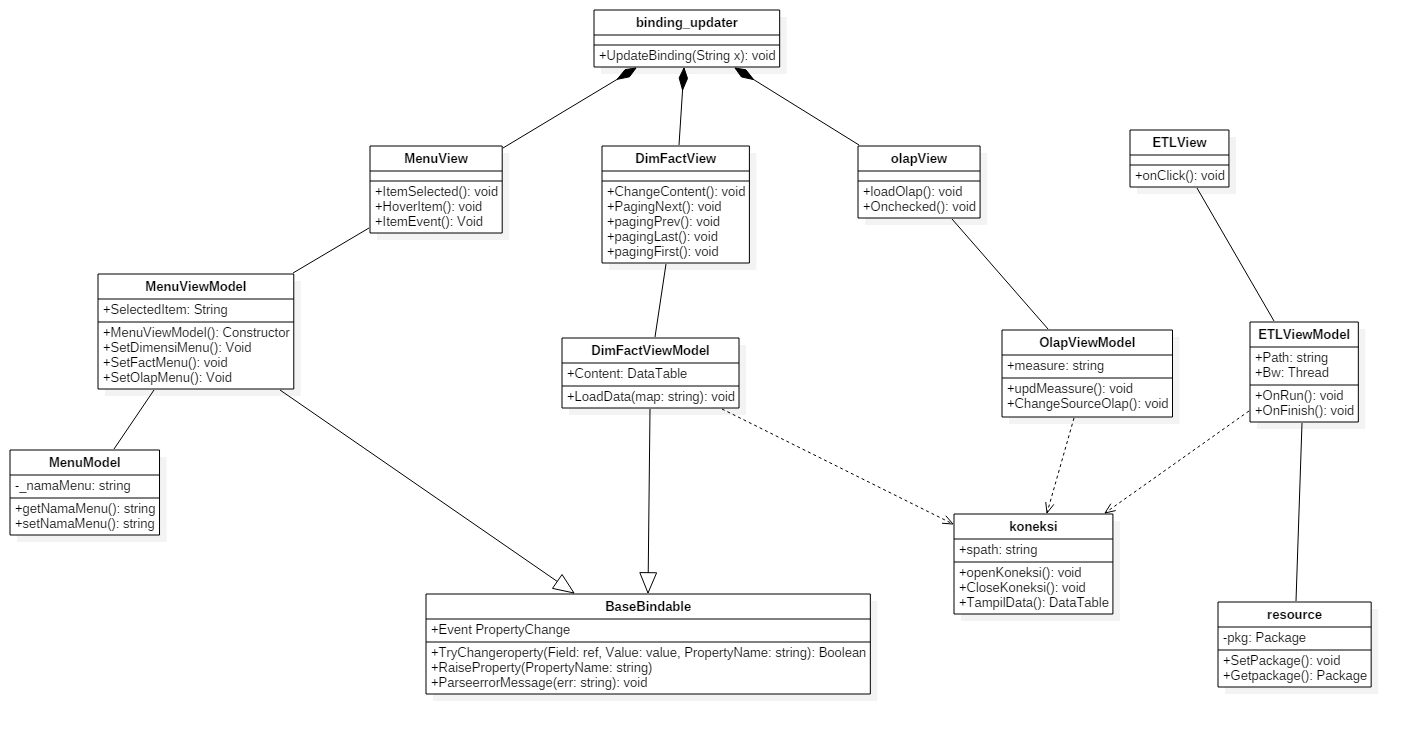 binding_updater
+UpdateBinding(String x): void
MenuView
+ItemSelected(): void
+HoverItem(): void
+ItemEvent(): Void
DimFactView
+ChangeContent(): void
+PagingNext(): void
+pagingPrev(): void
+pagingLast(): void
+pagingFirst(): void
olapView
+loadOlap(): void
+Onchecked(): void
ETLView
+onClick(): void
MenuViewModel
+SelectedItem: String
+MenuViewModel(): Constructor
+SetDimensiMenu(): Void
+SetFactMenu(): void
+SetOlapMenu(): Void
DimFactViewModel
+Content: DataTable
+LoadData(map: string): void
OlapViewModel
+measure: string
+updMeassure(): void
+ChangeSourceOlap(): void
ETLViewModel
+Path: string
+Bw: Thread
+OnRun(): void
+OnFinish(): void
MenuModel
-_namaMenu: string
+getNamaMenu(): string
+setNamaMenu(): string
koneksi
+spath: string
+openKoneksi(): void
+CloseKoneksi(): void
+TampilData(): DataTable
BaseBindable
+Event PropertyChange
+TryChangeroperty(Field: ref, Value: value, PropertyName: string): Boolean
+RaiseProperty(PropertyName: string)
+ParseerrorMessage(err: string): void
resource
-pkg: Package
+SetPackage(): void
+Getpackage(): Package